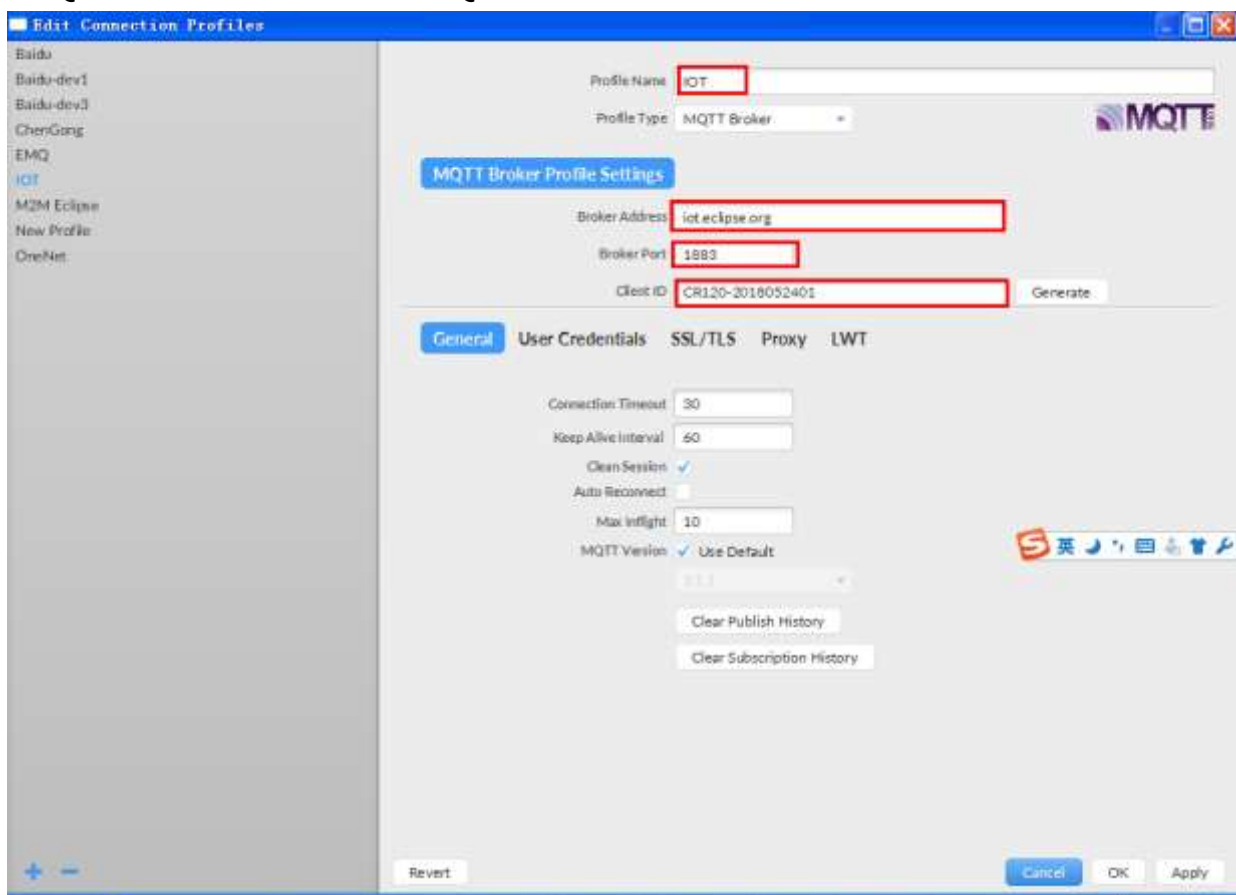 Edit Connection Profiles
Baidu
Baidu-dev1
Baidu-dev3
ChenGong
EMQ
IOT
M2M Eclipse
New Profile
OneNet
Profile Name IOT
Profile Type MQTT Broker
MQTT
MQTT Broker Profile Settings
Broker Address iot.eclipse.org
Broker Port 1883
Client ID CR120-2018052401 Generate
General User Credentials SSL/TLS Proxy LWT
Connection Timeout 30
Keep Alive Interval 60
Clean Session
Auto Reconnect
Max Inflight 10
MQTT Version Use Default
英
Clear Publish History
Clear Subscription History
Revert Cancel OK Apply